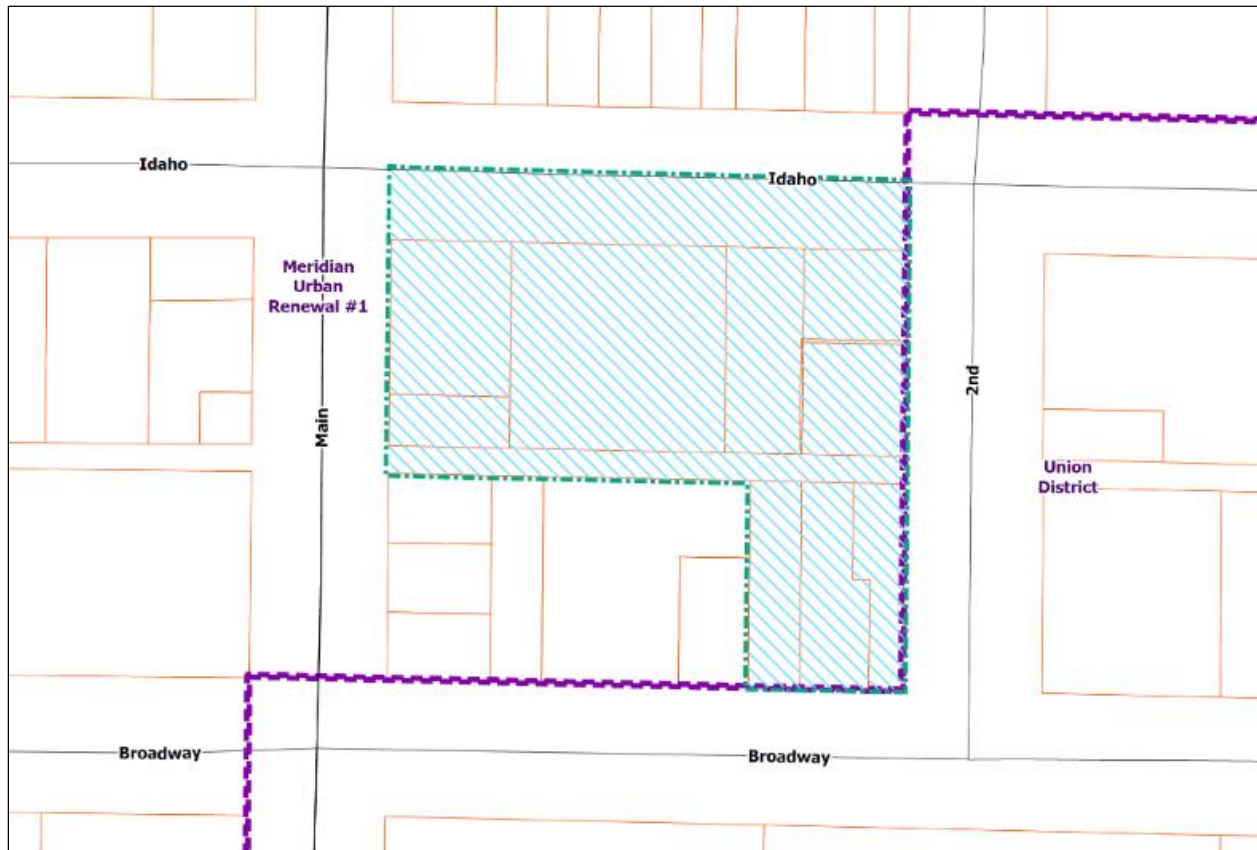 Idaho
Idaho
Meridian
Urban
Renewal #1
Main
2nd
Union
District
Broadway
Broadway